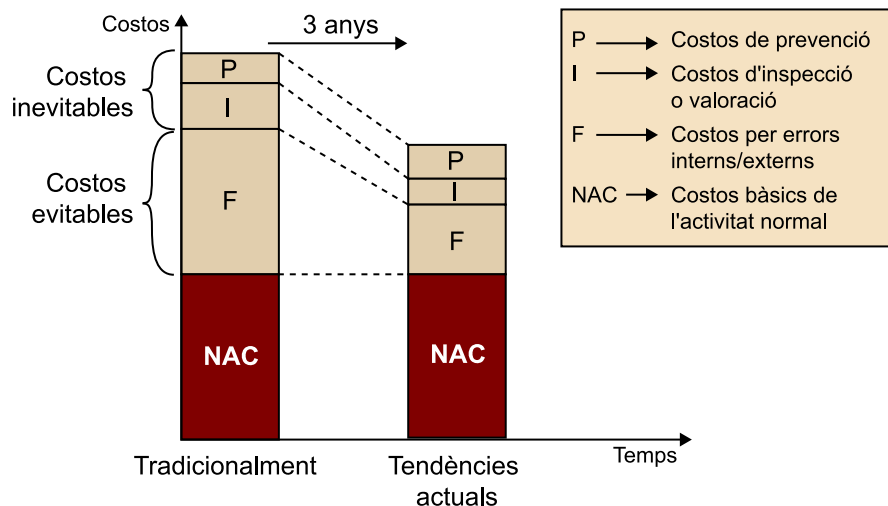 Costos
3 anys
Costos
inevitables
Costos
evitables
P
I
F
NAC
P
I
F
NAC
Tradicionalment
Tendències
actuals
Temps
P
Costos de prevenció
I
Costos d'inspecció
o valoració
F
Costos per errors
interns/externs
NAC
Costos bàsics de
l'activitat normal